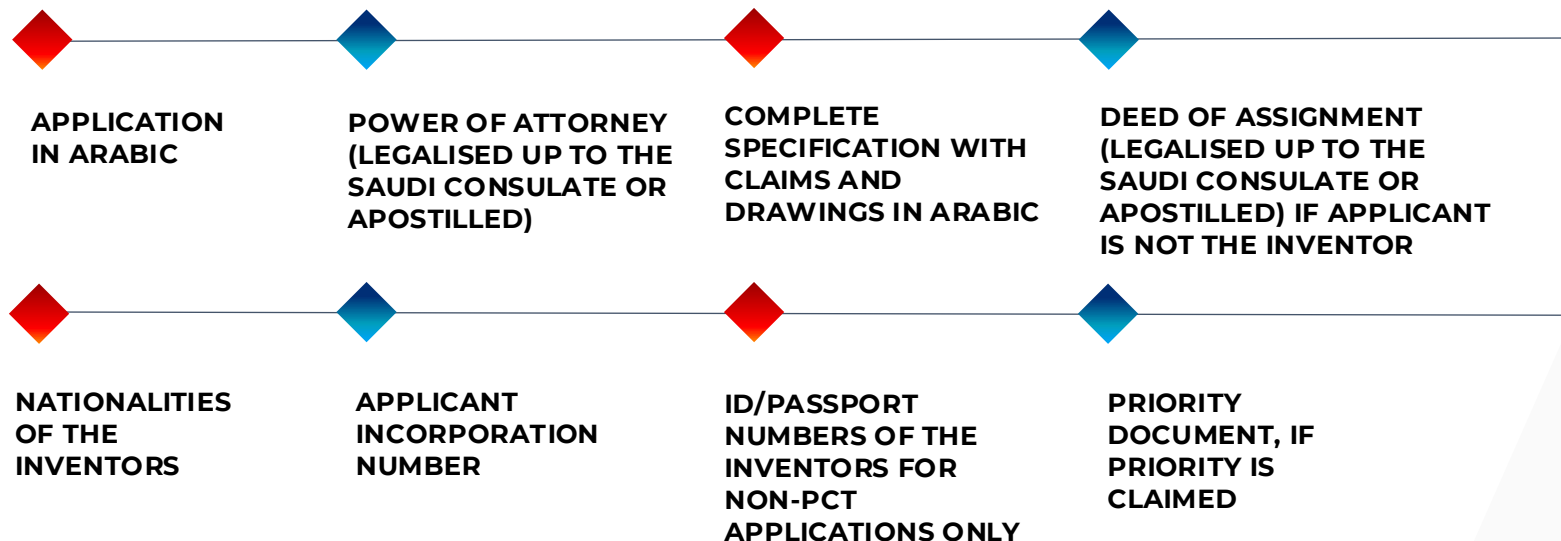 APPLICATION
IN ARABIC
POWER OF ATTORNEY
(LEGALISED UP TO THE
SAUDI CONSULATE OR
APOSTILLED)
COMPLETE
SPECIFICATION WITH
CLAIMS AND
DRAWINGS IN ARABIC
DEED OF ASSIGNMENT
(LEGALISED UP TO THE
SAUDI CONSULATE OR
APOSTILLED) IF APPLICANT
IS NOT THE INVENTOR
NATIONALITIES
OF THE
INVENTORS
APPLICANT
INCORPORATION
NUMBER
ID/PASSPORT
NUMBERS OF THE
INVENTORS FOR
NON-PCT
APPLICATIONS ONLY
PRIORITY
DOCUMENT, IF
PRIORITY IS
CLAIMED